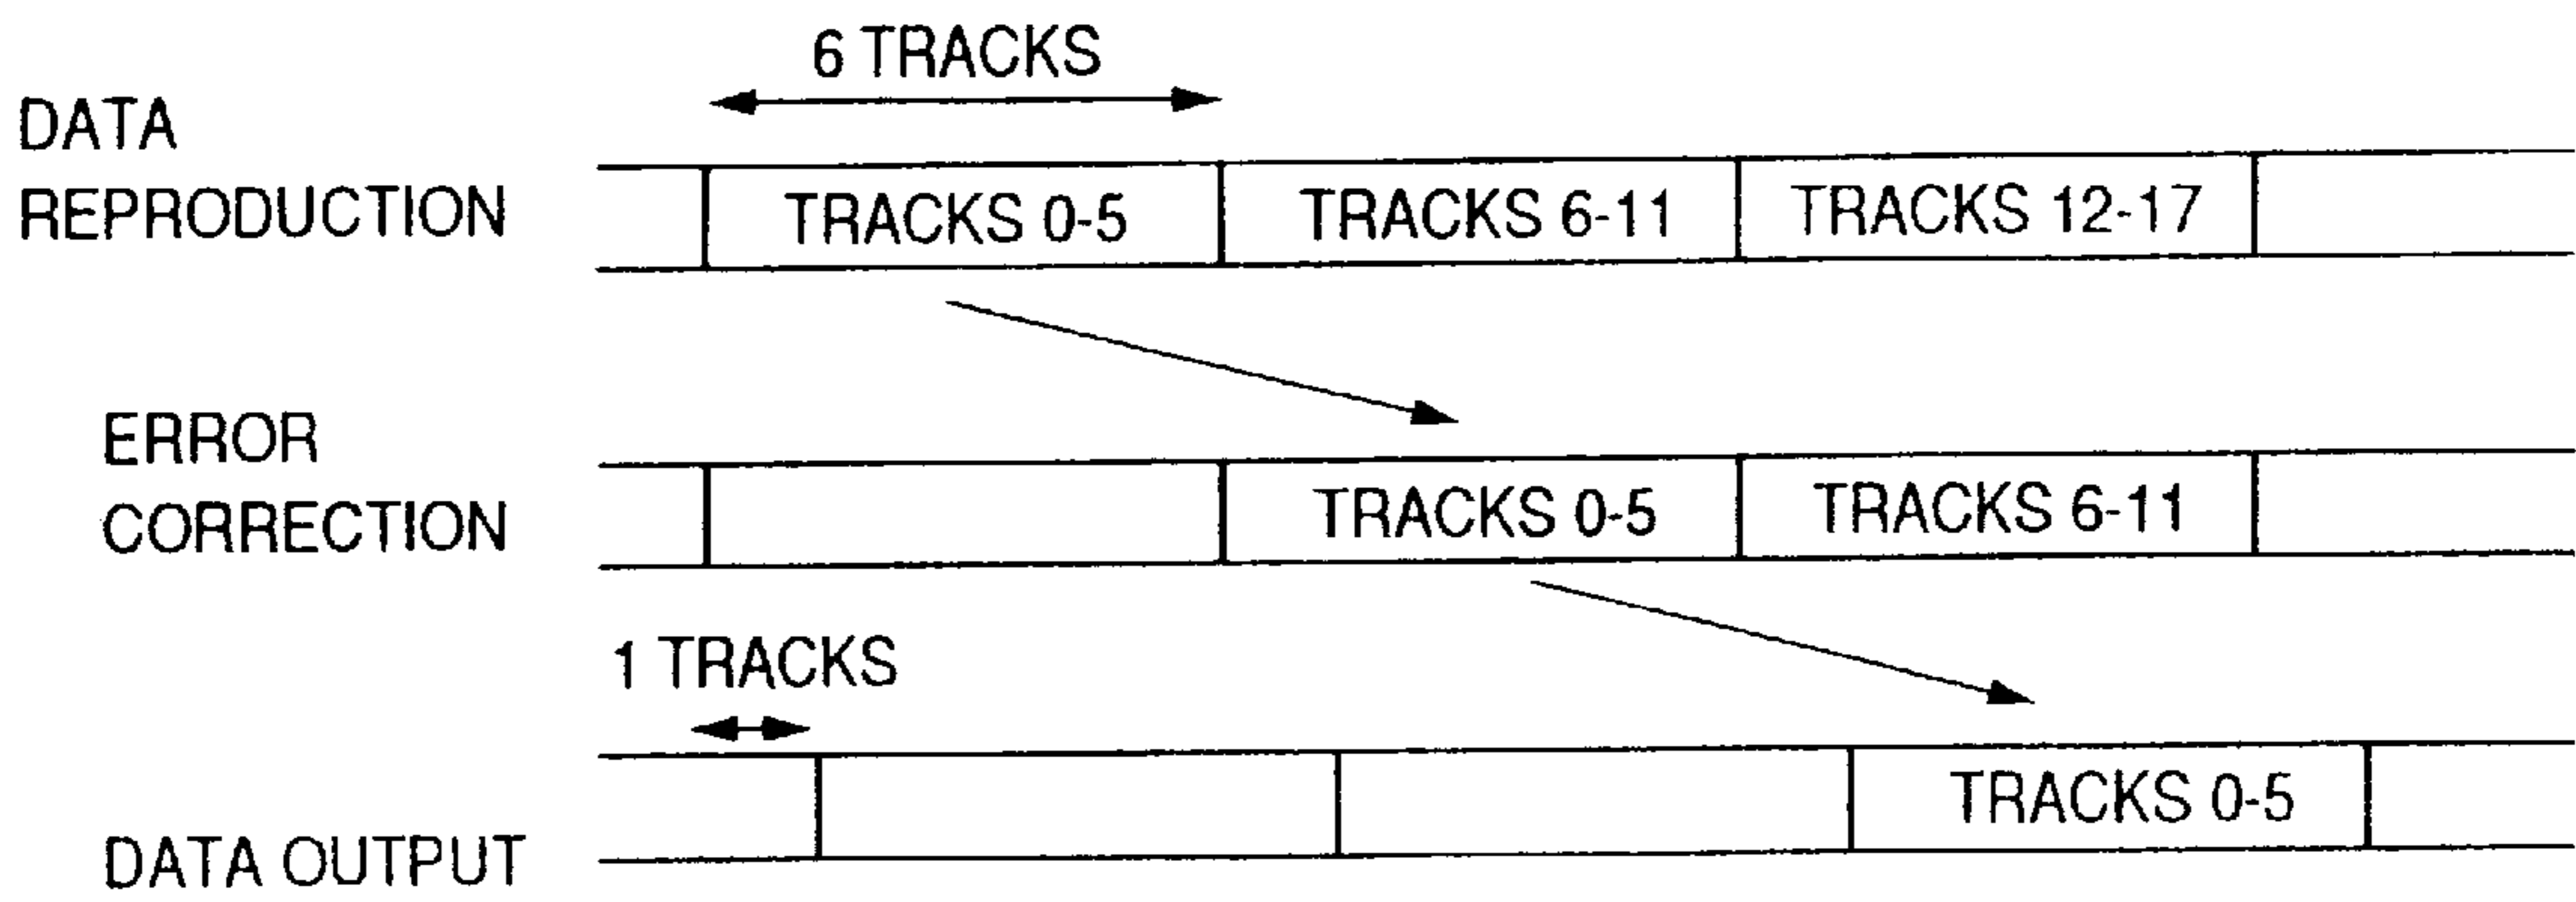 6 TRACKS
DATA
REPRODUCTION
TRACKS 0-5
TRACKS 6-11
TRACKS 12-17
ERROR
CORRECTION
TRACKS 0-5
TRACKS 6-11
1 TRACKS
DATA OUTPUT
TRACKS 0-5